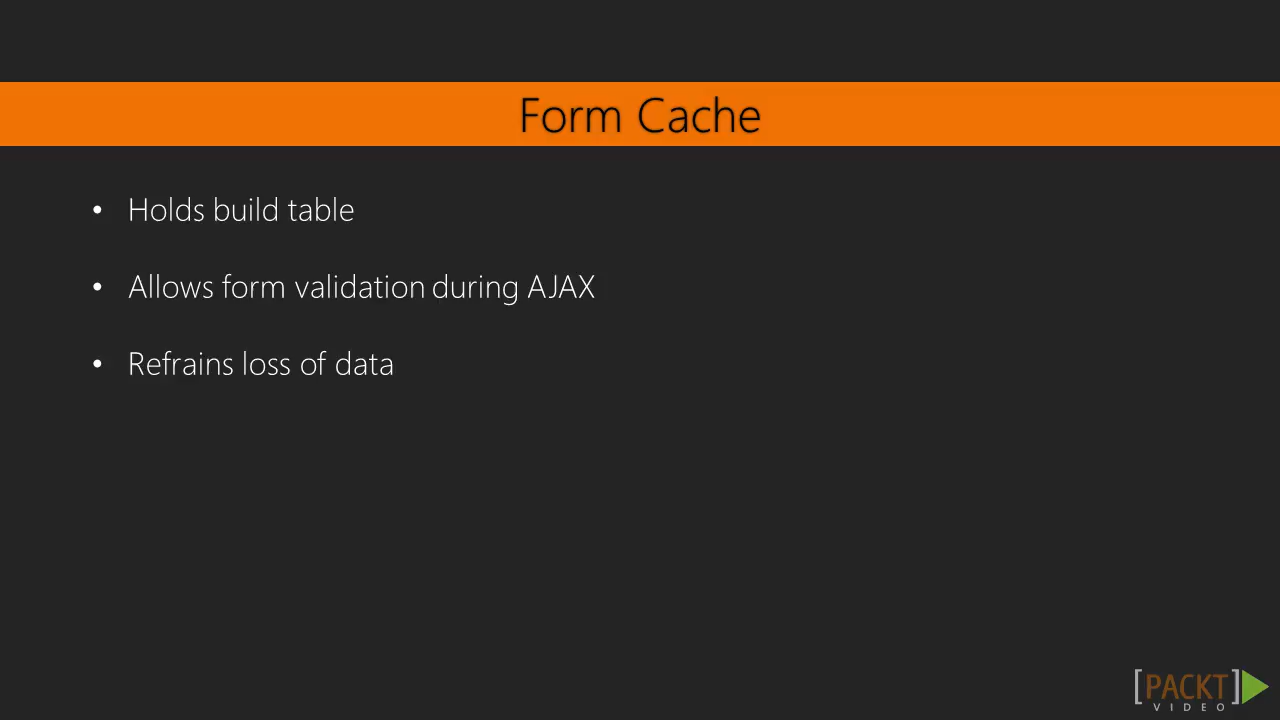 Form Cache
• Holds build table
• Allows form validation during AJAX
• Refrains loss of data
[PACKT]
VIDEO